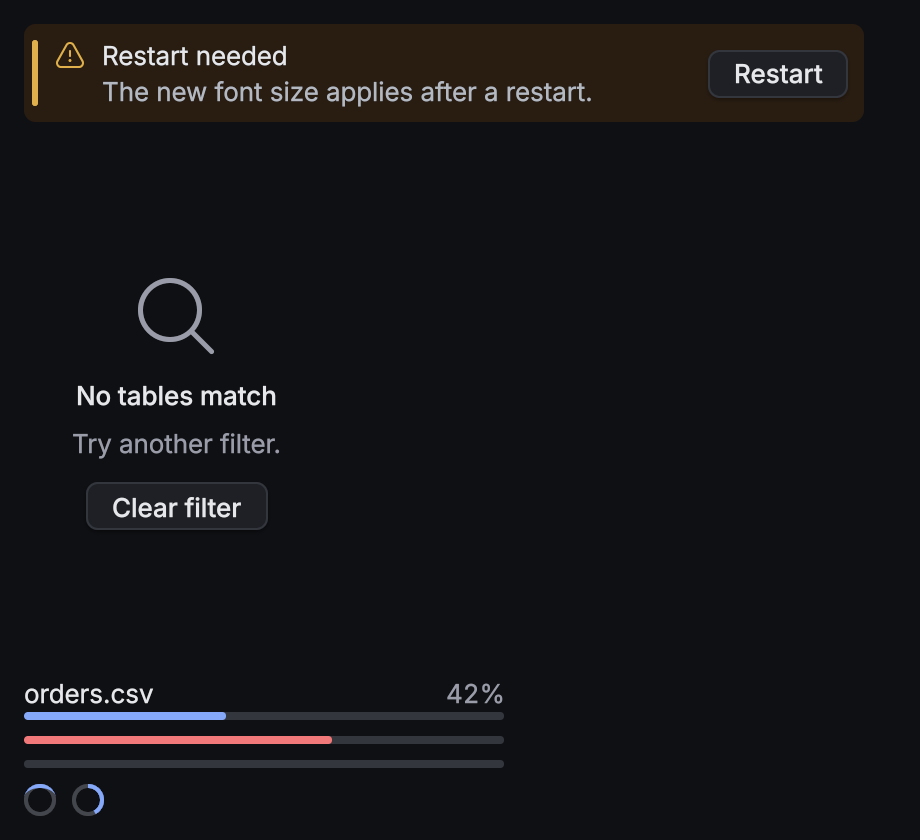 Restart needed
The new font size applies after a restart.
Restart
No tables match
Try another filter.
Clear filter
orders.csv 42%